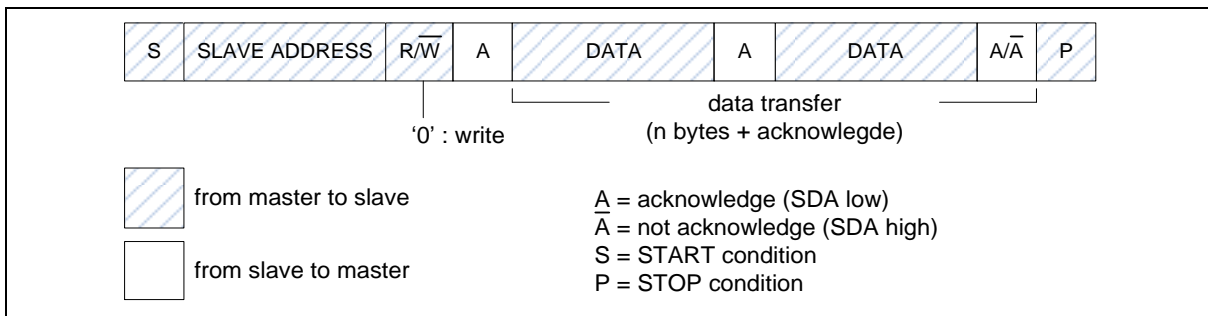 S SLAVE ADDRESS R/W̅ A DATA A DATA A/A̅ P
data transfer
‘0’ : write (n bytes + acknowlegde)
from master to slave
from slave to master
A = acknowledge (SDA low)
A̅ = not acknowledge (SDA high)
S = START condition
P = STOP condition